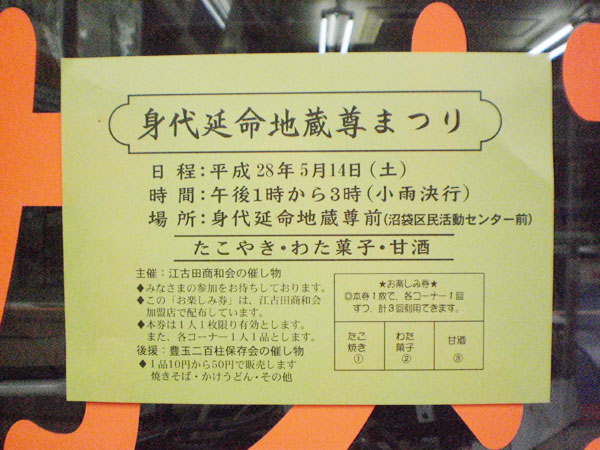 身代延命地蔵尊まつり
日 程：平成28年5月14日（土）
時 間：午後1時から3時（小雨決行）
場 所：身代延命地蔵尊前（沼袋区民活動センター前）
たこやき・わた菓子・甘酒
主催：江古田商和会の催し物
◆みなさまの参加をお待ちしております。
◆この「お楽しみ券」は、江古田商和会
加盟店で配布しています。
◆本券は1人1枚限り有効とします。
また、各コーナー1人1品とします。
後援：豊玉二百柱保存会の催し物
◆1品10円から50円で販売します
焼きそば・かけうどん・その他
★お楽しみ券★
◎本券1枚で、各コーナー1回
ずつ、計3回利用できます。
たこ焼き①
わた菓子②
甘酒③